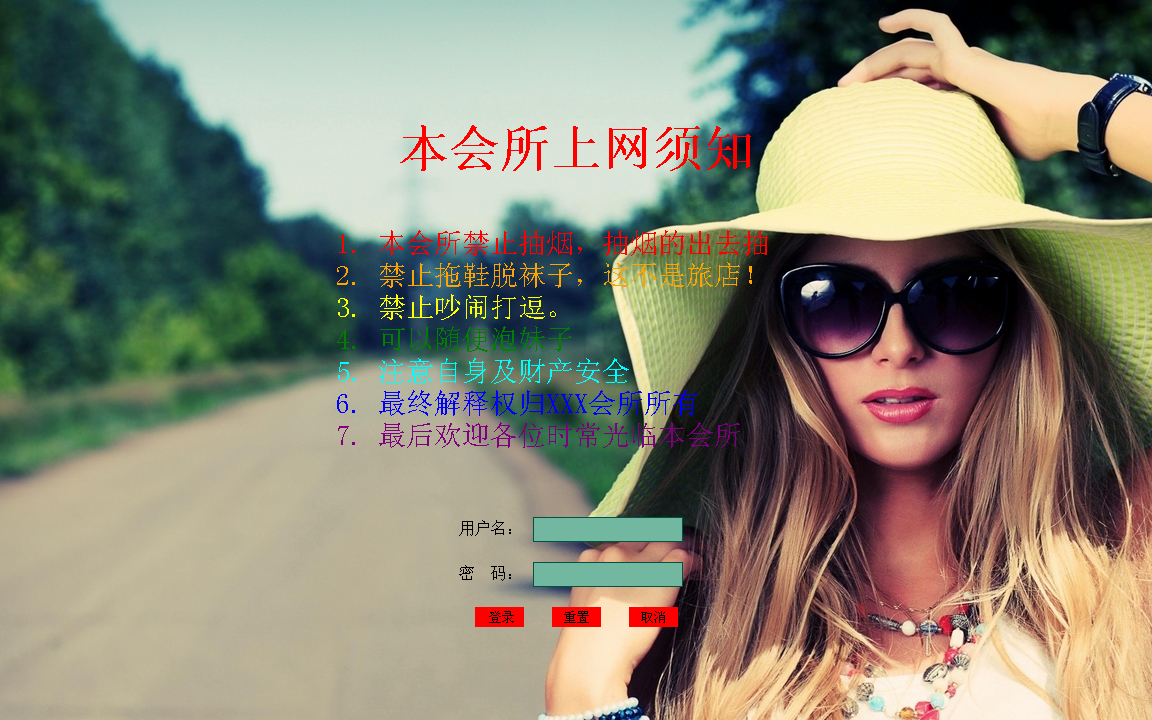 本会所上网须知
1. 本会所禁止抽烟，抽烟的出去抽
2. 禁止拖鞋脱袜子，这不是旅店！
3. 禁止吵闹打逗。
4. 可以随便泡妹子
5. 注意自身及财产安全
6. 最终解释权归XXX会所所有
7. 最后欢迎各位时常光临本会所
用户名：
密　码：
登录 重置 取消